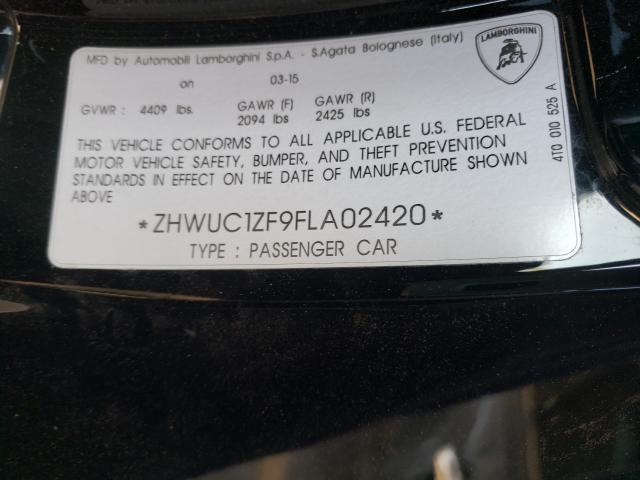 MFD by Automobili Lamborghini S.p.A. - S.Agata Bolognese (Italy)
on 03-15
LAMBORGHINI
GVWR : 4409 lbs. GAWR (F) GAWR (R)
2094 lbs 2425 lbs
THIS VEHICLE CONFORMS TO ALL APPLICABLE U.S. FEDERAL
MOTOR VEHICLE SAFETY, BUMPER, AND THEFT PREVENTION
STANDARDS IN EFFECT ON THE DATE OF MANUFACTURE SHOWN
ABOVE
*ZHWUC1ZF9FLA02420*
TYPE : PASSENGER CAR
4T0 010 525 A